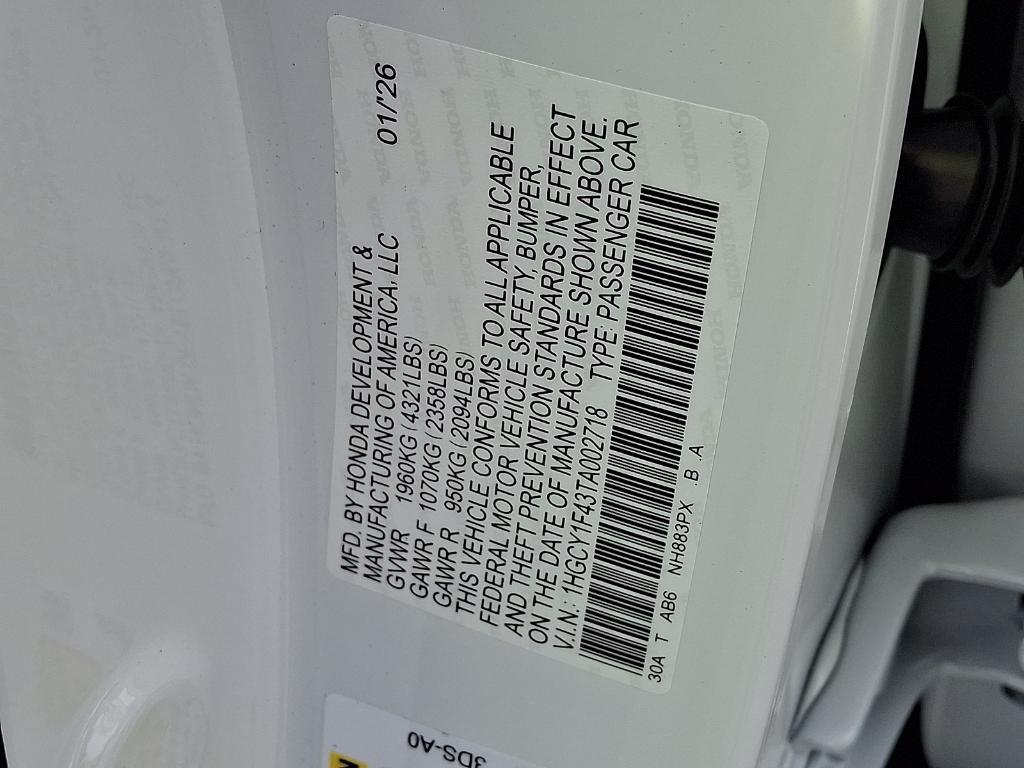 MFD. BY HONDA DEVELOPMENT &
MANUFACTURING OF AMERICA, LLC 01/'26
GVWR 1960KG (4321LBS)
GAWR F 1070KG (2358LBS)
GAWR R 950KG (2094LBS)
THIS VEHICLE CONFORMS TO ALL APPLICABLE
FEDERAL MOTOR VEHICLE SAFETY, BUMPER,
AND THEFT PREVENTION STANDARDS IN EFFECT
ON THE DATE OF MANUFACTURE SHOWN ABOVE.
V.I.N.: 1HGCY1F43TA002718 TYPE: PASSENGER CAR
30A T AB6 NH883PX B A
3DS-A0